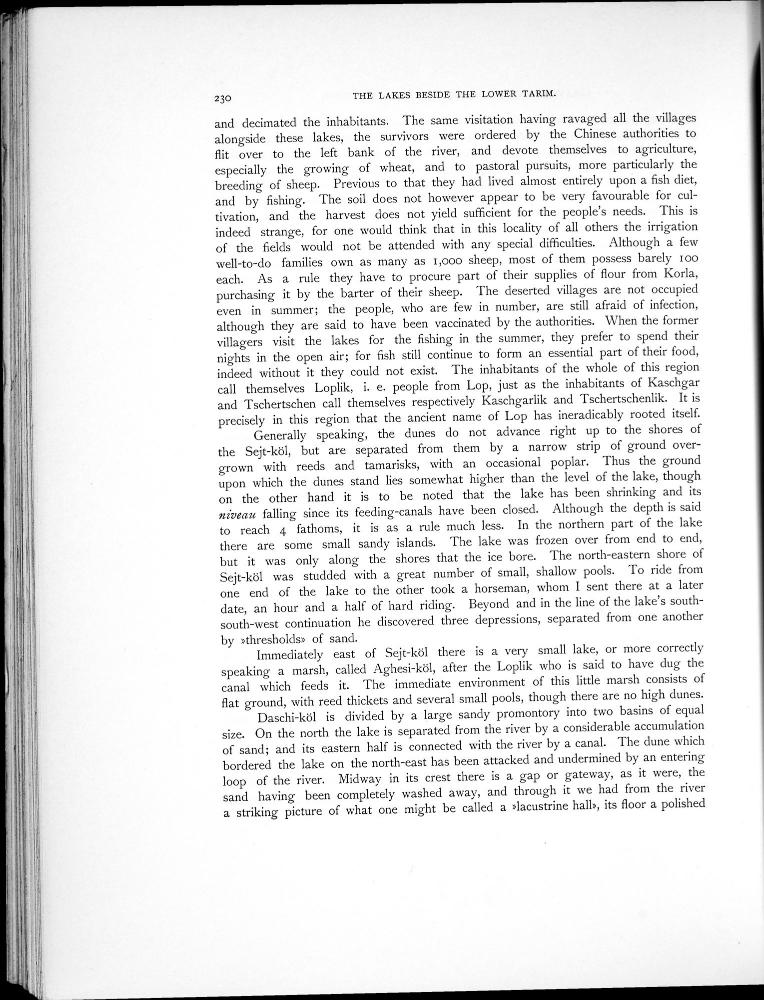 230
THE LAKES BESIDE THE LOWER TARIM.
and decimated the inhabitants. The same visitation having ravaged all the villages
alongside these lakes, the survivors were ordered by the Chinese authorities to
flit over to the left bank of the river, and devote themselves to agriculture,
especially the growing of wheat, and to pastoral pursuits, more particularly the
breeding of sheep. Previous to that they had lived almost entirely upon a fish diet,
and by fishing. The soil does not however appear to be very favourable for cul-
tivation, and the harvest does not yield sufficient for the people's needs. This is
indeed strange, for one would think that in this locality of all others the irrigation
of the fields would not be attended with any special difficulties. Although a few
well-to-do families own as many as 1,000 sheep, most of them possess barely 100
each. As a rule they have to procure part of their supplies of flour from Korla,
purchasing it by the barter of their sheep. The deserted villages are not occupied
even in summer; the people, who are few in number, are still afraid of infection,
although they are said to have been vaccinated by the authorities. When the former
villagers visit the lakes for the fishing in the summer, they prefer to spend their
nights in the open air; for fish still continue to form an essential part of their food,
indeed without it they could not exist. The inhabitants of the whole of this region
call themselves Loplik, i. e. people from Lop, just as the inhabitants of Kaschgar
and Tschertschen call themselves respectively Kaschgarlik and Tschertschenlik. It is
precisely in this region that the ancient name of Lop has ineradicably rooted itself.
Generally speaking, the dunes do not advance right up to the shores of
the Sejt-köl, but are separated from them by a narrow strip of ground over-
grown with reeds and tamarisks, with an occasional poplar. Thus the ground
upon which the dunes stand lies somewhat higher than the level of the lake, though
on the other hand it is to be noted that the lake has been shrinking and its
niveau falling since its feeding-canals have been closed. Although the depth is said
to reach 4 fathoms, it is as a rule much less. In the northern part of the lake
there are some small sandy islands. The lake was frozen over from end to end,
but it was only along the shores that the ice bore. The north-eastern shore of
Sejt-köl was studded with a great number of small, shallow pools. To ride from
one end of the lake to the other took a horseman, whom I sent there at a later
date, an hour and a half of hard riding. Beyond and in the line of the lake's south-
south-west continuation he discovered three depressions, separated from one another
by »thresholds» of sand.
Immediately east of Sejt-köl there is a very small lake, or more correctly
speaking a marsh, called Aghesi-köl, after the Loplik who is said to have dug the
canal which feeds it. The immediate environment of this little marsh consists of
flat ground, with reed thickets and several small pools, though there are no high dunes.
Daschi-köl is divided by a large sandy promontory into two basins of equal
size. On the north the lake is separated from the river by a considerable accumulation
of sand; and its eastern half is connected with the river by a canal. The dune which
bordered the lake on the north-east has been attacked and undermined by an entering
loop of the river. Midway in its crest there is a gap or gateway, as it were, the
sand having been completely washed away, and through it we had from the river
a striking picture of what one might be called a »lacustrine hall», its floor a polished